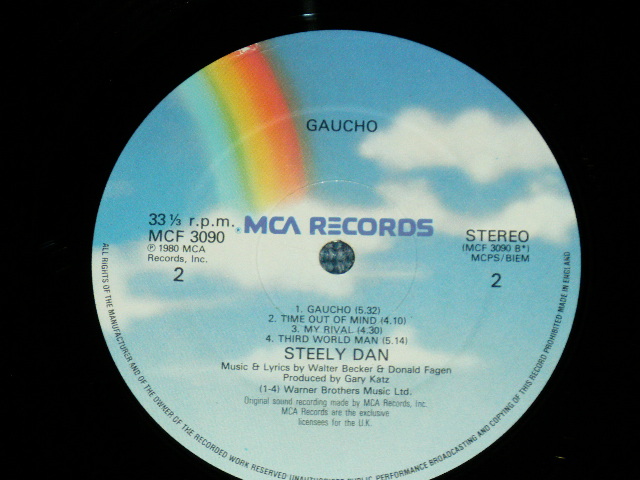 GAUCHO
33 ⅓ r.p.m.
MCF 3090
℗ 1980 MCA
Records, Inc.
2
MCA RECORDS
STEREO
(MCF 3090 B*)
MCPS/BIEM
2
1. GAUCHO (5.32)
2. TIME OUT OF MIND (4.10)
3. MY RIVAL (4.30)
4. THIRD WORLD MAN (5.14)
STEELY DAN
Music & Lyrics by Walter Becker & Donald Fagen
Produced by Gary Katz
(1-4) Warner Brothers Music Ltd.
Original sound recording made by MCA Records, Inc.
MCA Records are the exclusive
licensees for the U.K.
ALL RIGHTS OF THE MANUFACTURER AND OF THE OWNER OF THE RECORDED WORK RESERVED UNAUTHORISED PUBLIC PERFORMANCE BROADCASTING AND COPYING OF THIS RECORD PROHIBITED MADE IN ENGLAND